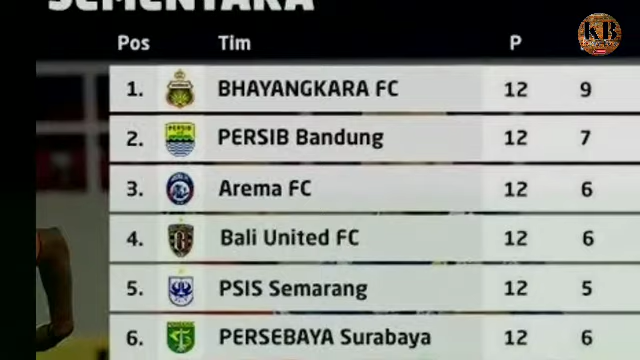 SEMENTARA
Pos Tim P
1. BHAYANGKARA FC 12 9
2. PERSIB Bandung 12 7
3. Arema FC 12 6
4. Bali United FC 12 6
5. PSIS Semarang 12 5
6. PERSEBAYA Surabaya 12 6
KB
PERSIB